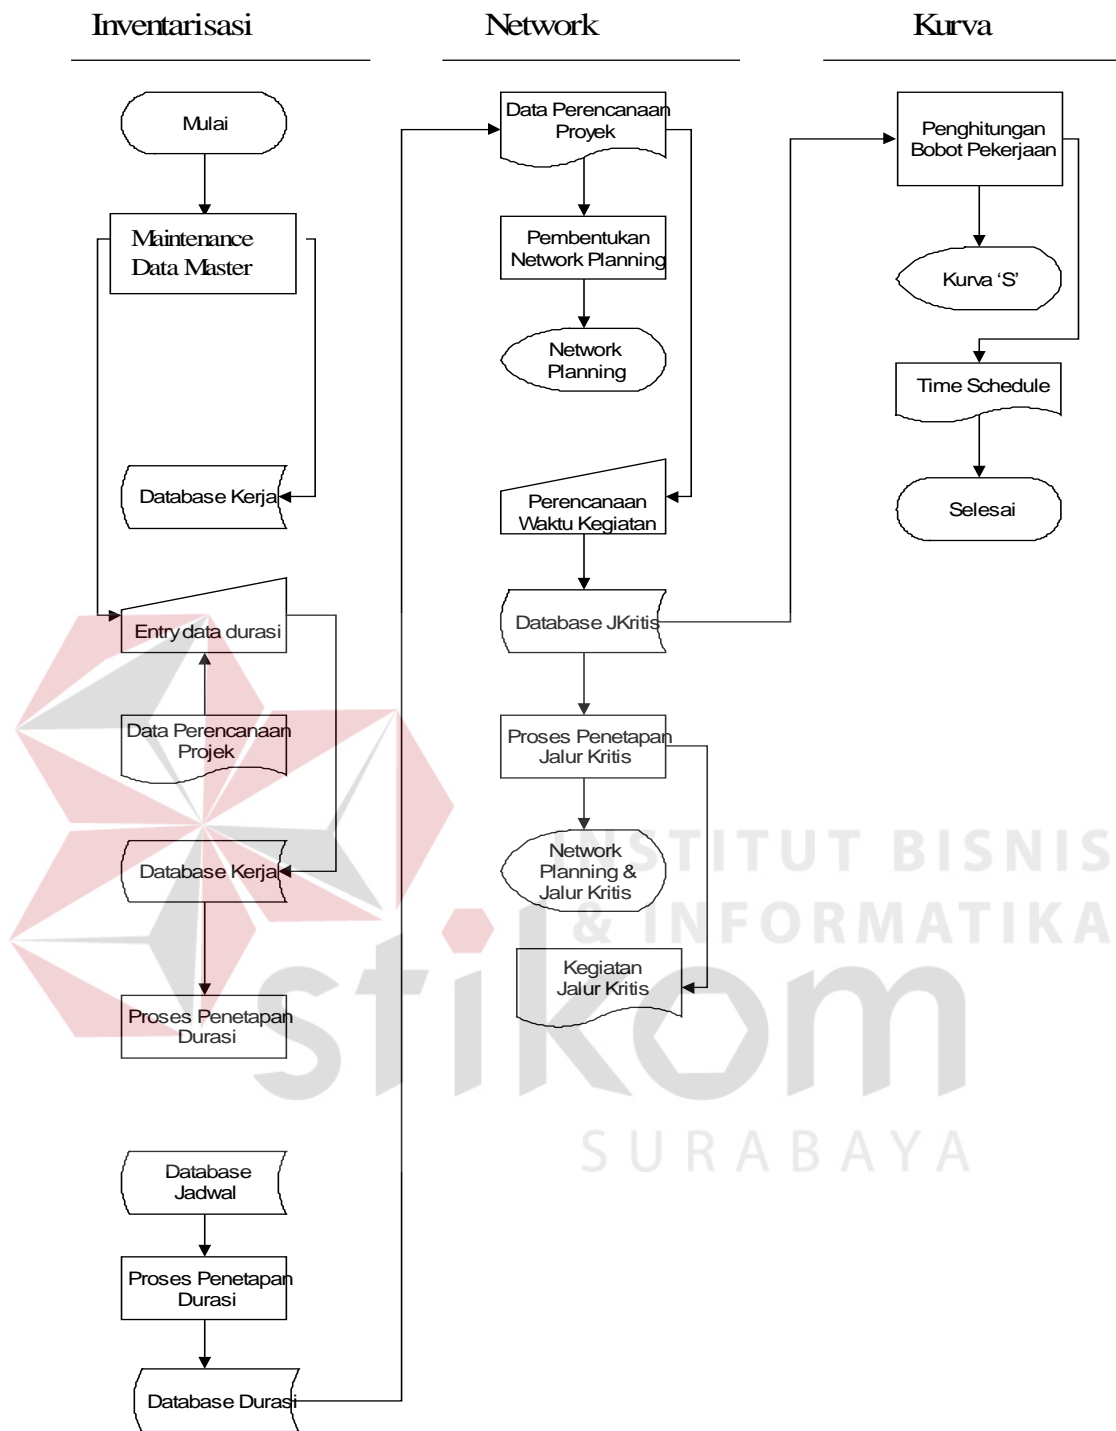 Inventarisasi
Mulai
Maintenance
Data Master
Database Kerja
Entry data durasi
Data Perencanaan
Projek
Database Kerja
Proses Penetapan
Durasi
Database
Jadwal
Proses Penetapan
Durasi
Database Durasi
Network
Data Perencanaan
Proyek
Pembentukan
Network Planning
Network
Planning
Perencanaan
Waktu Kegiatan
Database JKritis
Proses Penetapan
Jalur Kritis
Network
Planning &
Jalur Kritis
Kegiatan
Jalur Kritis
Kurva
Penghitungan
Bobot Pekerjaan
Kurva ‘S’
Time Schedule
Selesai
INSTITUT BISNIS
& INFORMATIKA
stikom
SURABAYA